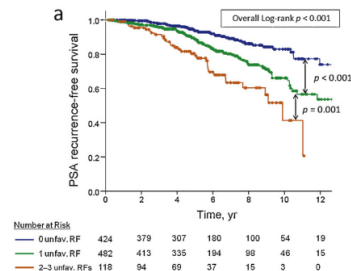 a
Overall Log-rank p < 0.001
PSA recurrence-free survival
1.0
0.8
0.6
0.4
0.2
0.0
p < 0.001
p = 0.001
0 2 4 6 8 10 12
Time, yr
Number at Risk
0 unfav. RF 424 379 307 180 100 54 19
1 unfav. RF 482 413 335 194 98 46 15
2–3 unfav. RFs 118 94 69 37 15 3 0